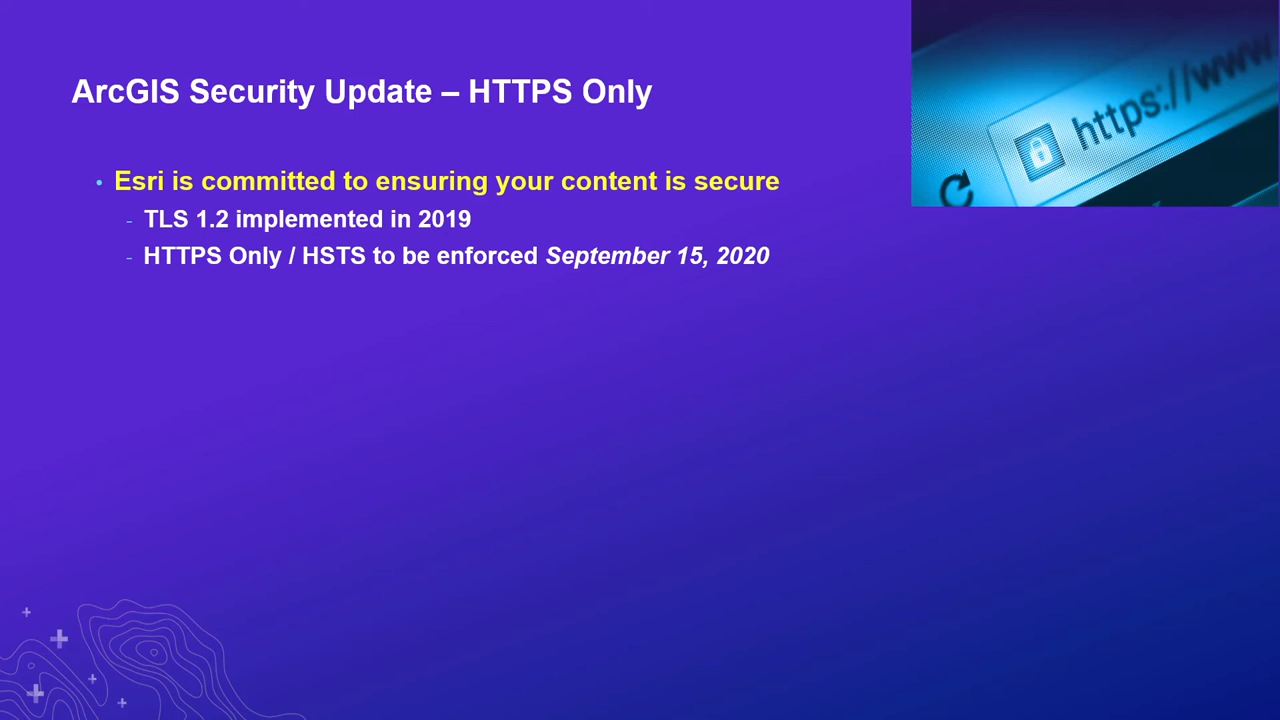 ArcGIS Security Update – HTTPS Only
https://www
• Esri is committed to ensuring your content is secure
- TLS 1.2 implemented in 2019
- HTTPS Only / HSTS to be enforced September 15, 2020